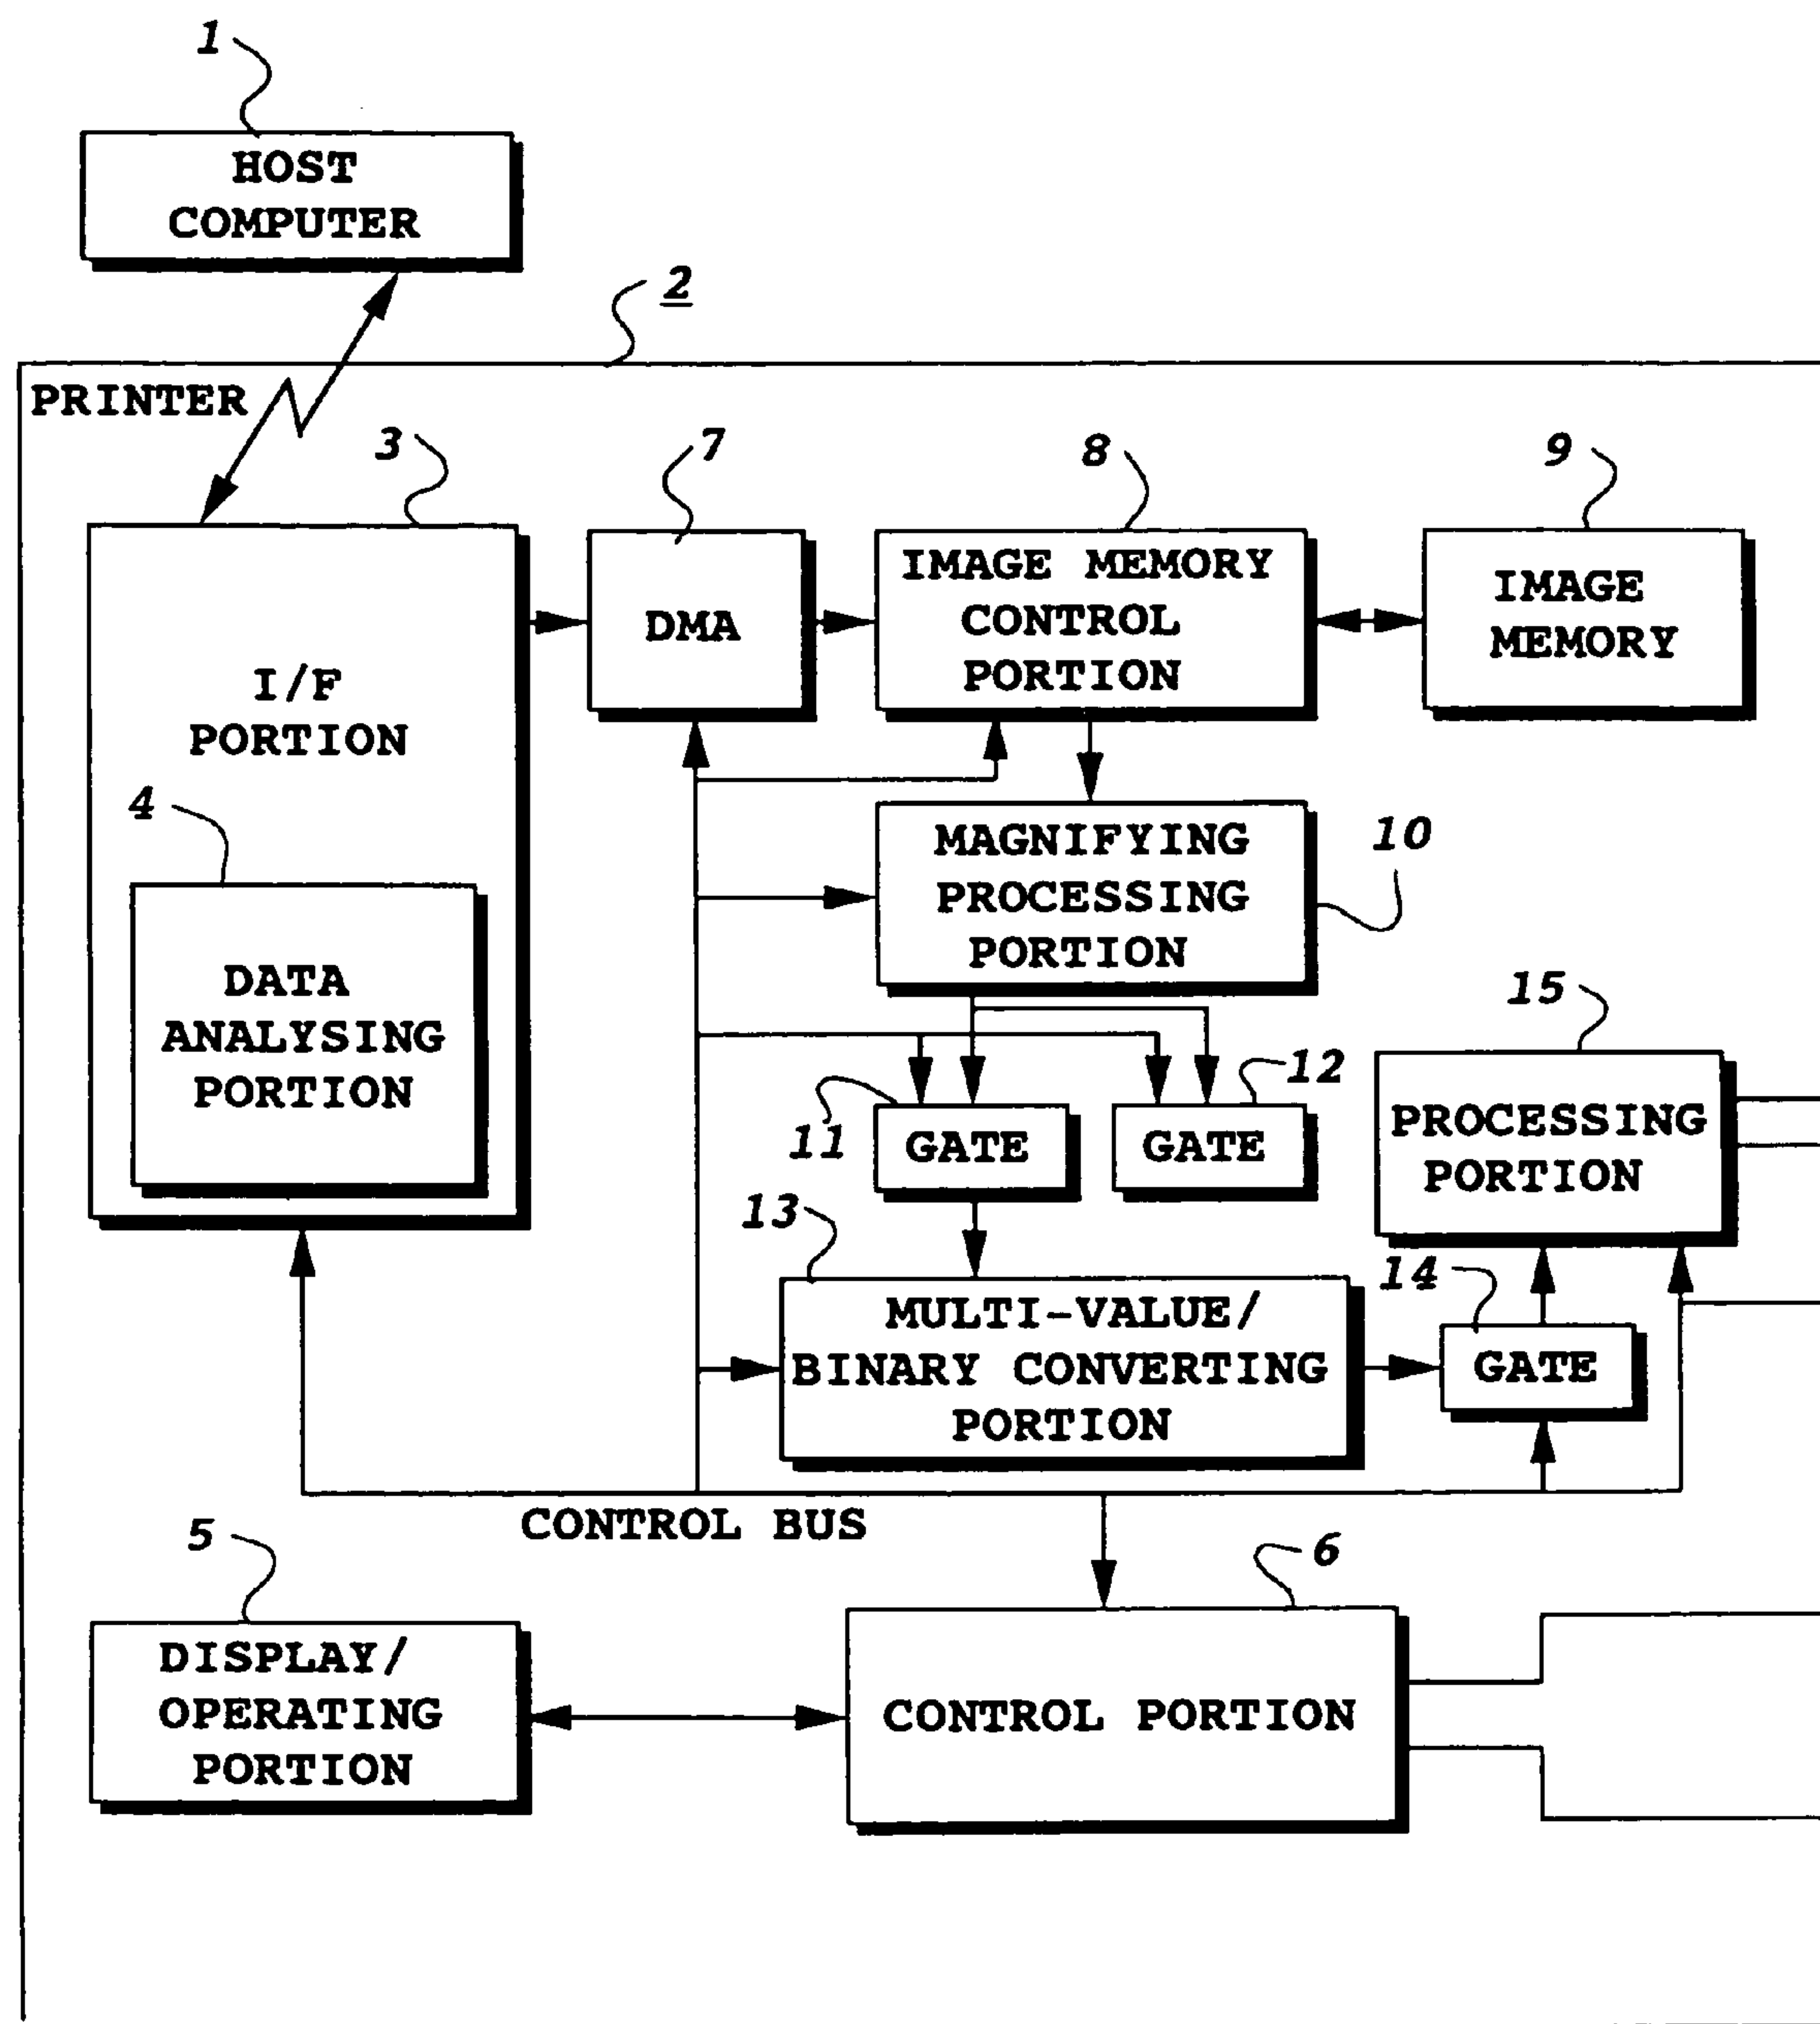 1
HOST
COMPUTER
2
PRINTER
3
7
8
9
I/F
PORTION
DMA
IMAGE MEMORY
CONTROL
PORTION
IMAGE
MEMORY
4
DATA
ANALYSING
PORTION
MAGNIFYING
PROCESSING
PORTION
10
11
GATE
12
GATE
15
PROCESSING
PORTION
13
MULTI-VALUE/
BINARY CONVERTING
PORTION
14
GATE
CONTROL BUS
5
DISPLAY/
OPERATING
PORTION
6
CONTROL PORTION